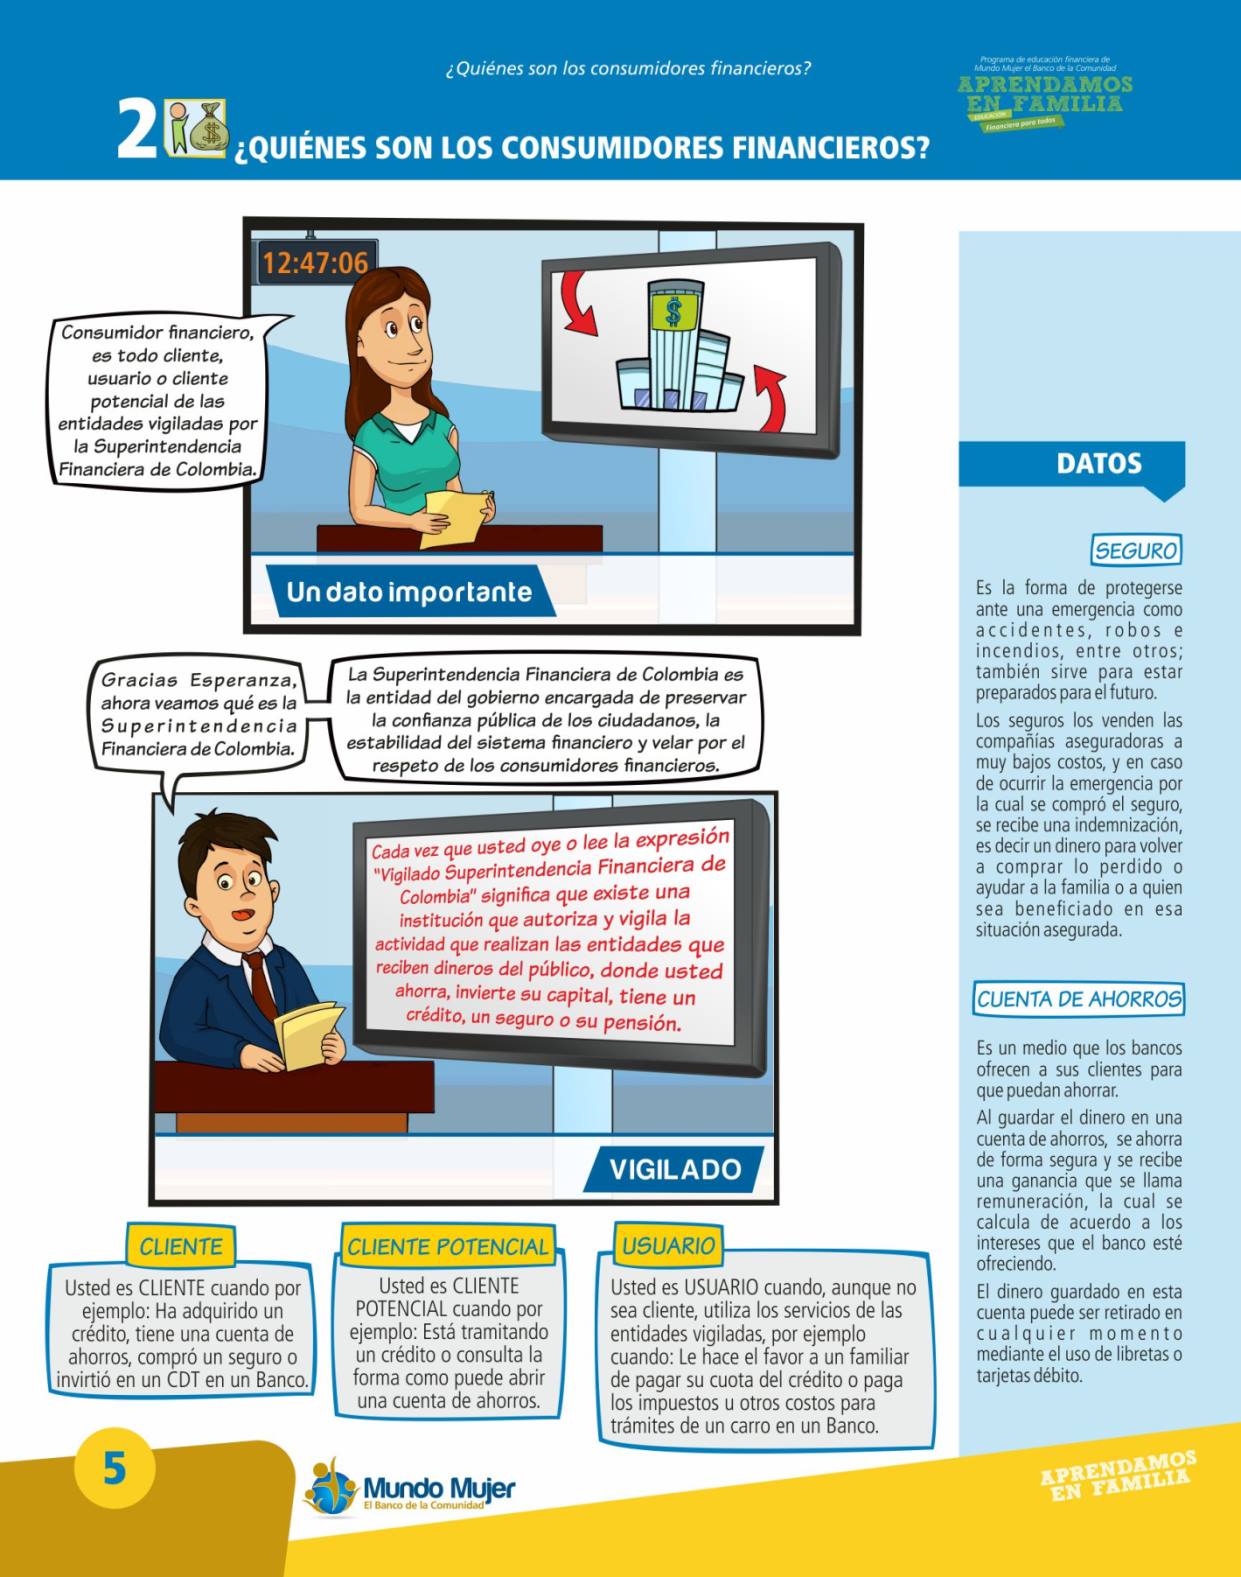 ¿Quiénes son los consumidores financieros?
Programa de educación financiera de
Mundo Mujer el Banco de la Comunidad
APRENDAMOS
EN FAMILIA
EDUCACIÓN
Financiera para todos
2
$
¿QUIÉNES SON LOS CONSUMIDORES FINANCIEROS?
12:47:06
$
Consumidor financiero,
es todo cliente,
usuario o cliente
potencial de las
entidades vigiladas por
la Superintendencia
Financiera de Colombia.
Un dato importante
Gracias Esperanza,
ahora veamos qué es la
Superintendencia
Financiera de Colombia.
La Superintendencia Financiera de Colombia es
la entidad del gobierno encargada de preservar
la confianza pública de los ciudadanos, la
estabilidad del sistema financiero y velar por el
respeto de los consumidores financieros.
Cada vez que usted oye o lee la expresión
"Vigilado Superintendencia Financiera de
Colombia" significa que existe una
institución que autoriza y vigila la
actividad que realizan las entidades que
reciben dineros del público, donde usted
ahorra, invierte su capital, tiene un
crédito, un seguro o su pensión.
VIGILADO
CLIENTE
Usted es CLIENTE cuando por
ejemplo: Ha adquirido un
crédito, tiene una cuenta de
ahorros, compró un seguro o
invirtió en un CDT en un Banco.
CLIENTE POTENCIAL
Usted es CLIENTE
POTENCIAL cuando por
ejemplo: Está tramitando
un crédito o consulta la
forma como puede abrir
una cuenta de ahorros.
USUARIO
Usted es USUARIO cuando, aunque no
sea cliente, utiliza los servicios de las
entidades vigiladas, por ejemplo
cuando: Le hace el favor a un familiar
de pagar su cuota del crédito o paga
los impuestos u otros costos para
trámites de un carro en un Banco.
DATOS
SEGURO
Es la forma de protegerse
ante una emergencia como
accidentes, robos e
incendios, entre otros;
también sirve para estar
preparados para el futuro.
Los seguros los venden las
compañías aseguradoras a
muy bajos costos, y en caso
de ocurrir la emergencia por
la cual se compró el seguro,
se recibe una indemnización,
es decir un dinero para volver
a comprar lo perdido o
ayudar a la familia o a quien
sea beneficiado en esa
situación asegurada.
CUENTA DE AHORROS
Es un medio que los bancos
ofrecen a sus clientes para
que puedan ahorrar.
Al guardar el dinero en una
cuenta de ahorros, se ahorra
de forma segura y se recibe
una ganancia que se llama
remuneración, la cual se
calcula de acuerdo a los
intereses que el banco esté
ofreciendo.
El dinero guardado en esta
cuenta puede ser retirado en
cualquier momento
mediante el uso de libretas o
tarjetas débito.
5
Mundo Mujer
El Banco de la Comunidad
APRENDAMOS
EN FAMILIA